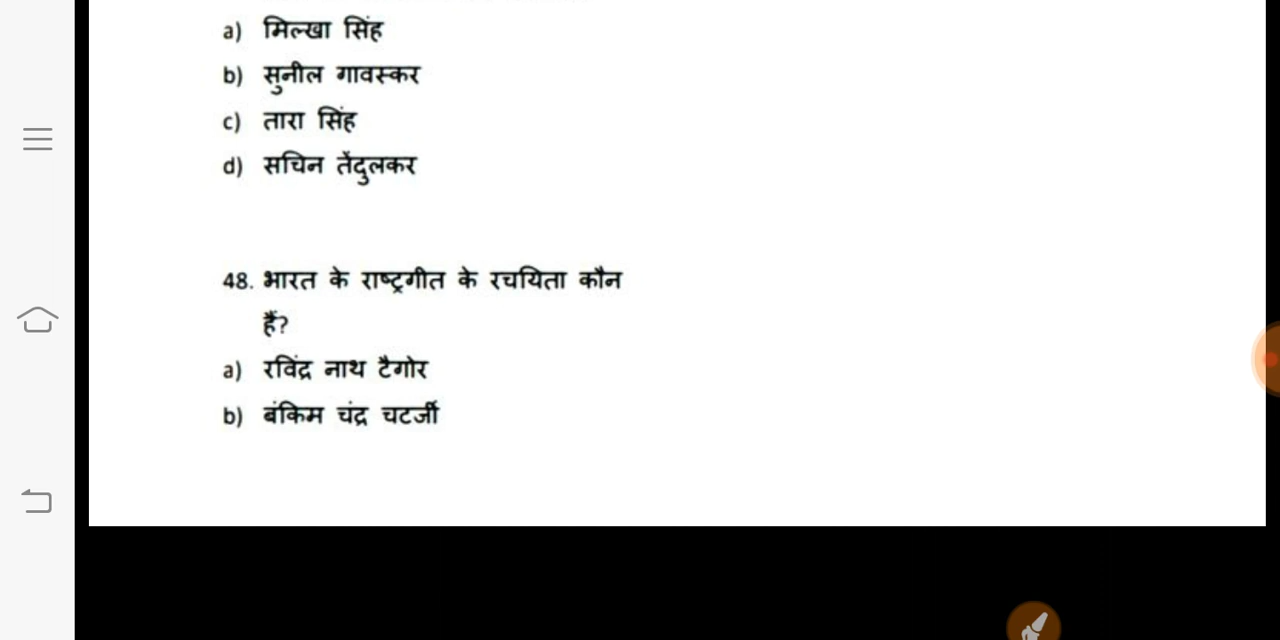 a) मिल्खा सिंह
b) सुनील गावस्कर
c) तारा सिंह
d) सचिन तेंदुलकर
48. भारत के राष्ट्रगीत के रचयिता कौन
हैं?
a) रविंद्र नाथ टैगोर
b) बंकिम चंद्र चटर्जी